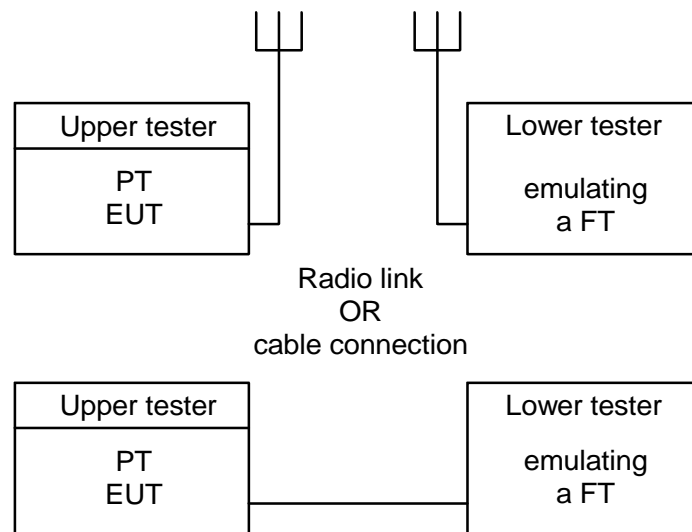 Upper tester
PT
EUT
Lower tester
emulating
a FT
Radio link
OR
cable connection
Upper tester
PT
EUT
Lower tester
emulating
a FT